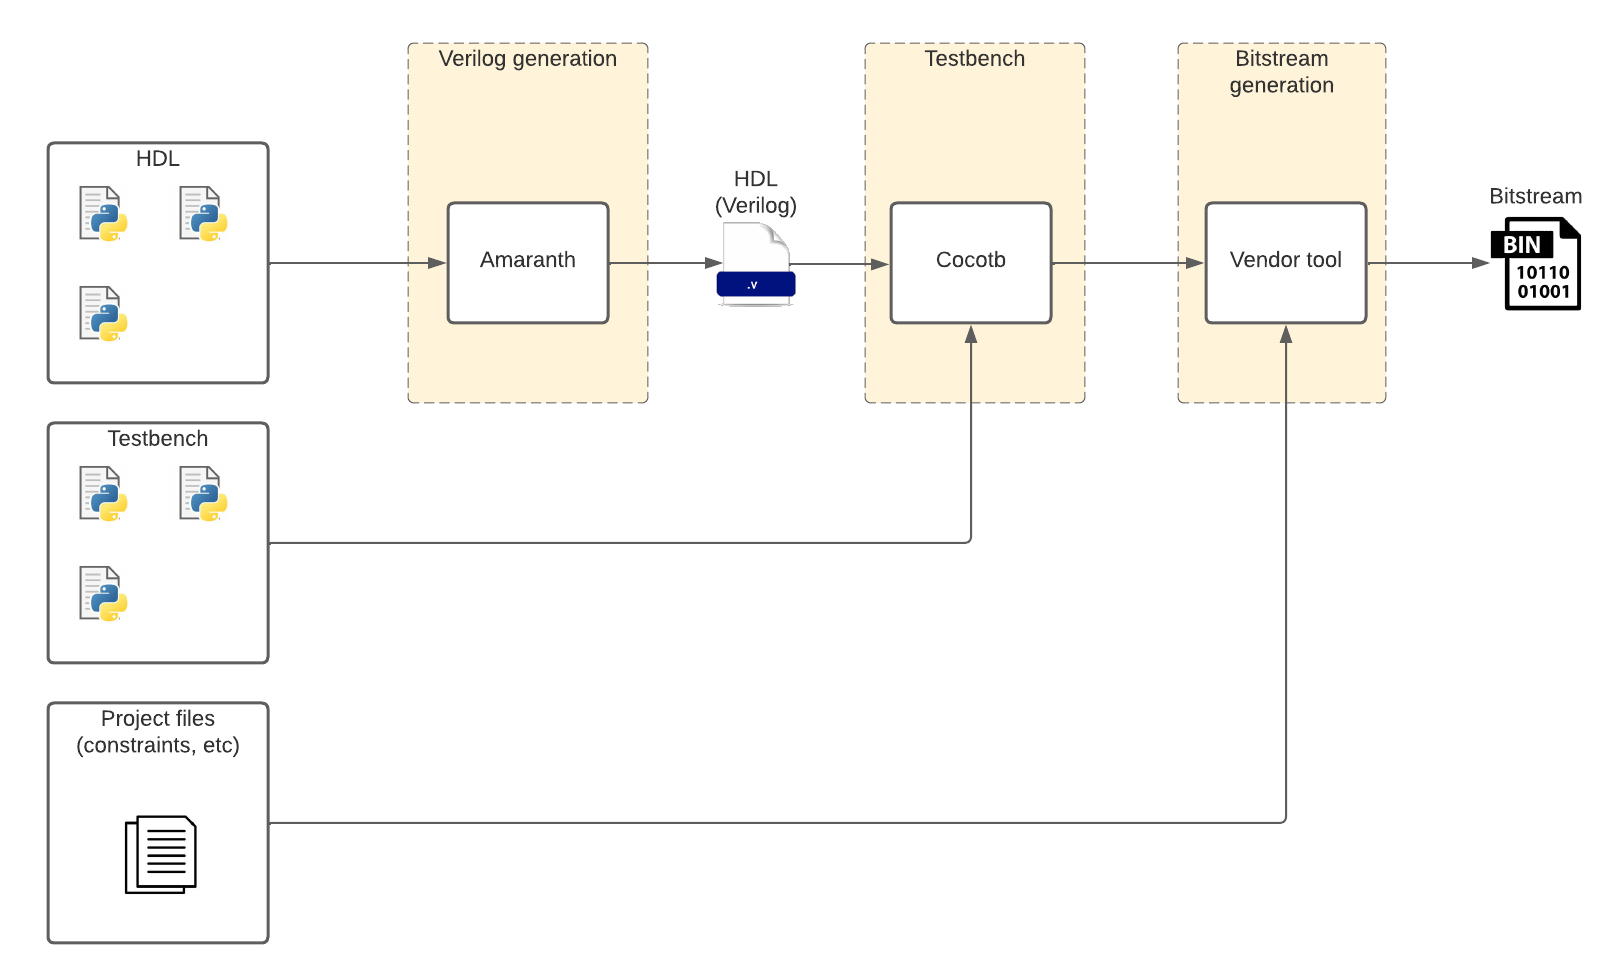 Verilog generation
Testbench
Bitstream
generation
HDL
HDL
(Verilog)
.v
Amaranth
Cocotb
Vendor tool
Bitstream
BIN
10110
01001
Testbench
Project files
(constraints, etc)